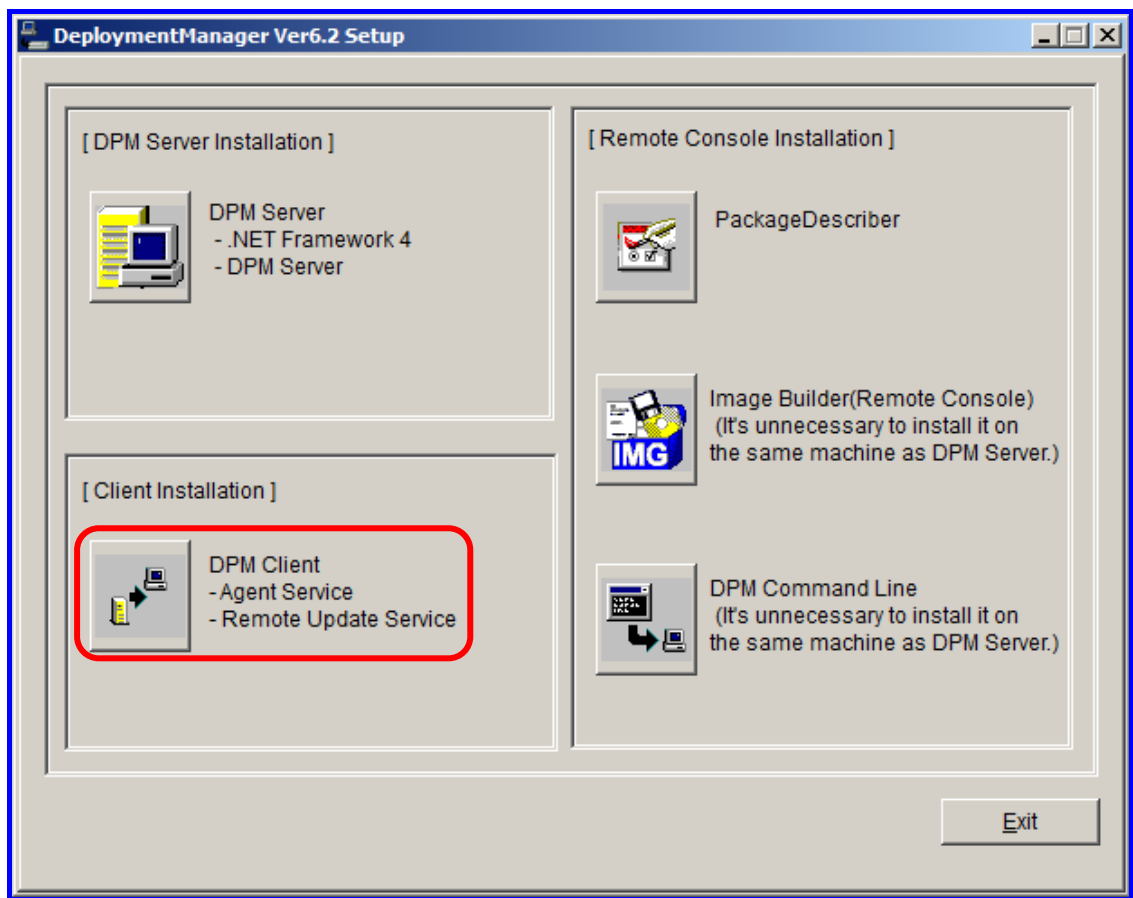 DeploymentManager Ver6.2 Setup
[ DPM Server Installation ]
DPM Server
- .NET Framework 4
- DPM Server
[ Client Installation ]
DPM Client
- Agent Service
- Remote Update Service
[ Remote Console Installation ]
PackageDescriber
IMG
Image Builder(Remote Console)
(It's unnecessary to install it on
the same machine as DPM Server.)
DPM Command Line
(It's unnecessary to install it on
the same machine as DPM Server.)
Exit